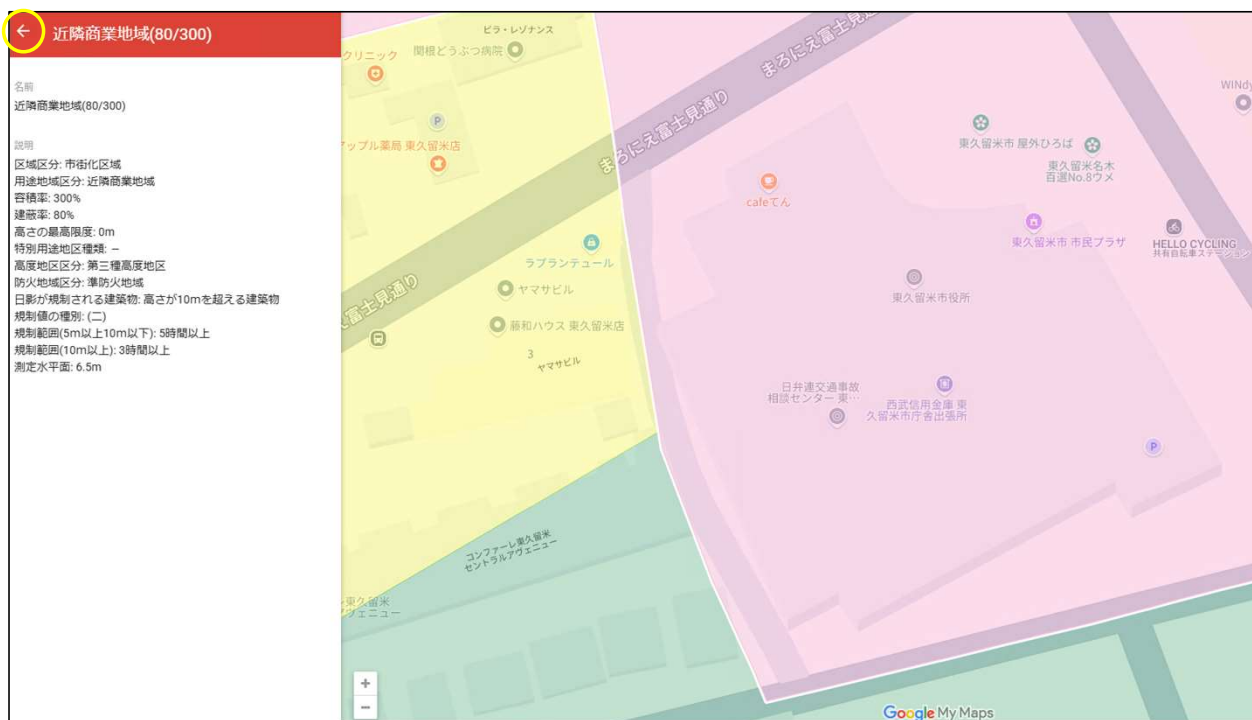 近隣商業地域(80/300)
名前
近隣商業地域(80/300)
説明
区域区分: 市街化区域
用途地域区分: 近隣商業地域
容積率: 300%
建蔽率: 80%
高さの最高限度: 0m
特別用途地区種類: −
高度地区区分: 第三種高度地区
防火地域区分: 準防火地域
日影が規制される建築物: 高さが10mを超える建築物
規制値の種別: (二)
規制範囲(5m以上10m以下): 5時間以上
規制範囲(10m以上): 3時間以上
測定水平面: 6.5m
ビラ・レゾナンス
クリニック
関根どうぶつ病院
P
アップル薬局 東久留米店
まろにえ富士見通り
まろにえ富士見通り
WINdy
東久留米市 屋外ひろば
東久留米名木
百選No.8ウメ
cafeてん
東久留米市 市民プラザ
HELLO CYCLING
共有自転車ステーション
ラプランテュール
東久留米市役所
ヤマサビル
え富士見通り
藤和ハウス 東久留米店
3
ヤマサビル
日弁連交通事故
相談センター 東…
西武信用金庫 東
久留米市庁舎出張所
P
コンファーレ東久留米
セントラルアヴェニュー
東久留米
ヴェニュー
+
−
Google My Maps